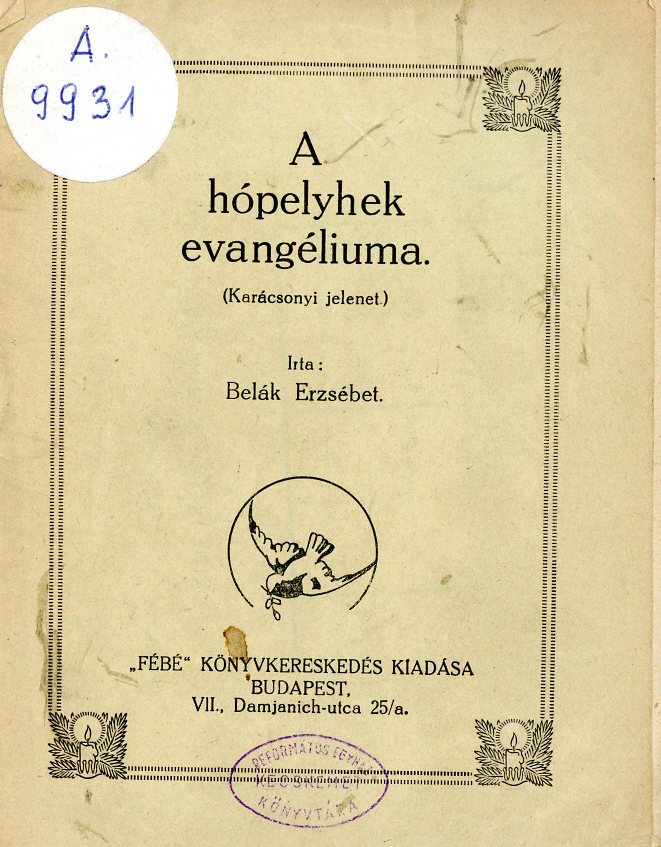 A.
9931
A
hópelyhek
evangéliuma.
(Karácsonyi jelenet.)
Irta :
Belák Erzsébet.
„FÉBÉ“ KÖNYVKERESKEDÉS KIADÁSA
BUDAPEST,
VII., Damjanich-utca 25/a.
REFORMÁTUS EGYHÁZ
KECSKEMÉT
KÖNYVTÁRA